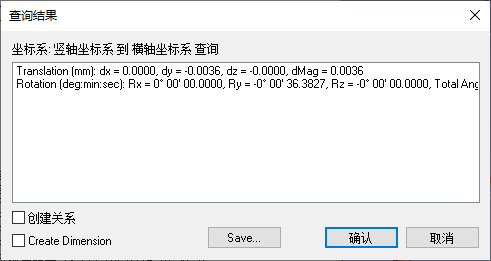 查询结果
坐标系: 竖轴坐标系 到 横轴坐标系 查询
Translation (mm): dx = 0.0000, dy = -0.0036, dz = -0.0000, dMag = 0.0036
Rotation (deg:min:sec): Rx = 0° 00' 00.0000, Ry = -0° 00' 36.3827, Rz = -0° 00' 00.0000, Total Ang
创建关系
Create Dimension
Save...
确认
取消